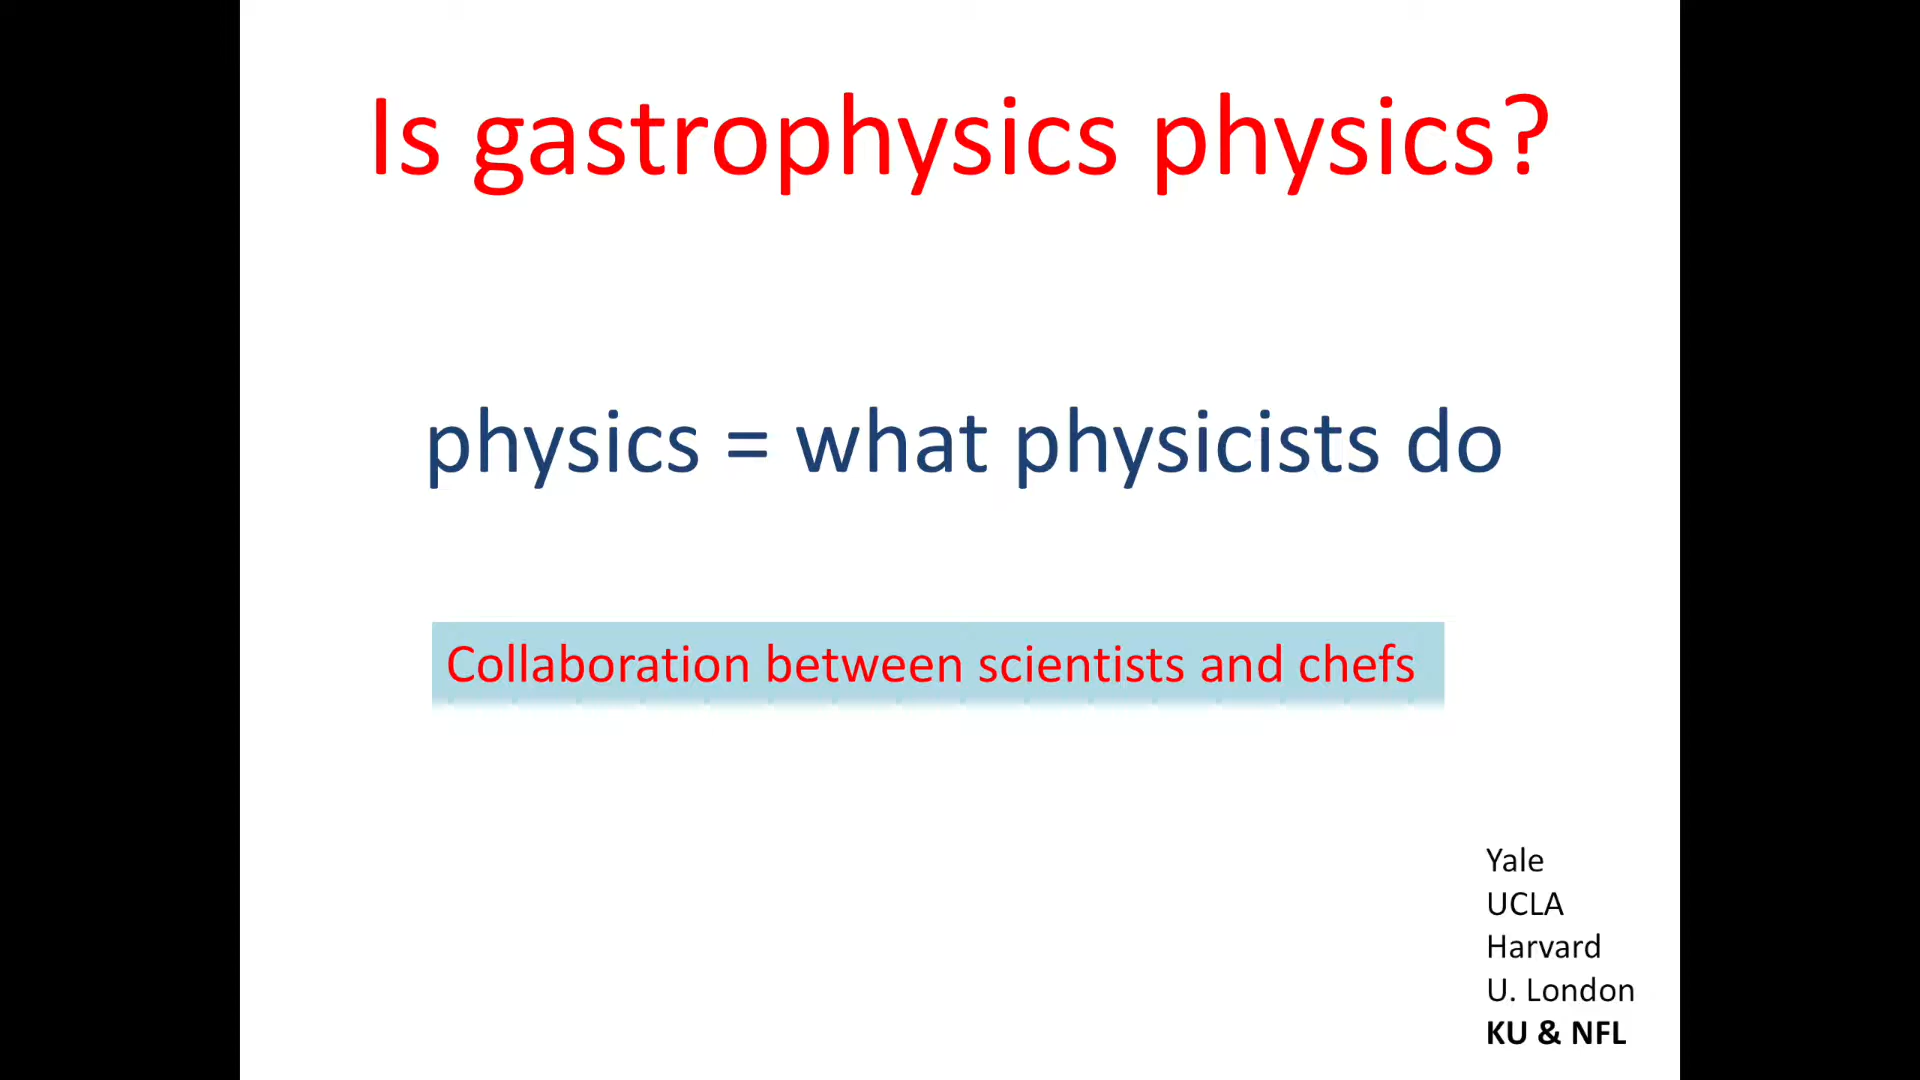 Is gastrophysics physics?
physics = what physicists do
Collaboration between scientists and chefs
Yale
UCLA
Harvard
U. London
KU & NFL